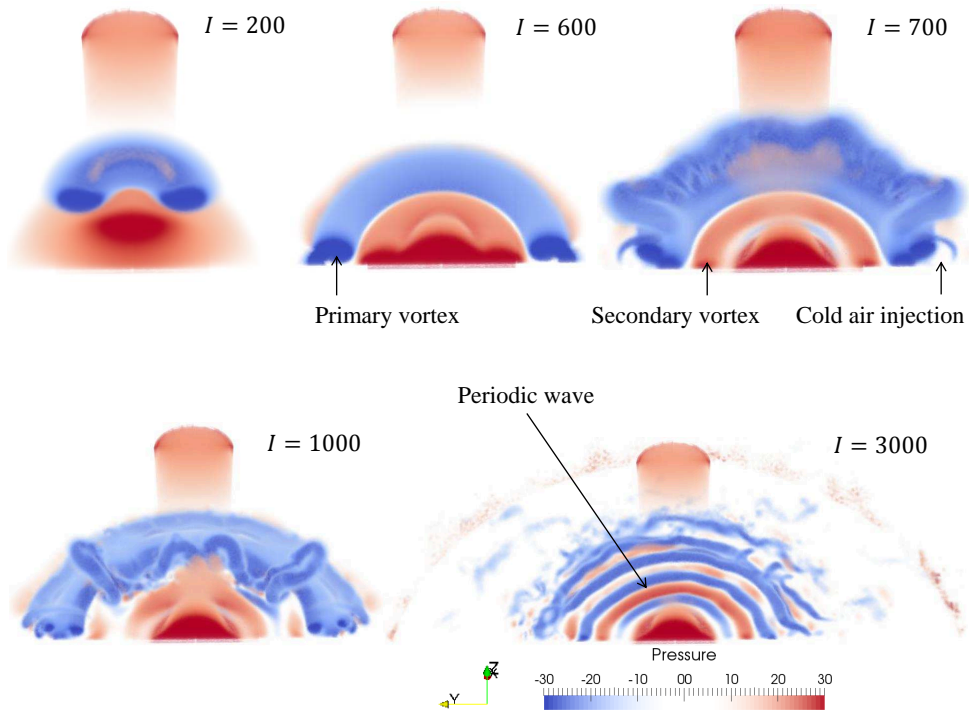 I = 200
I = 600
I = 700
Primary vortex
Secondary vortex
Cold air injection
Periodic wave
I = 1000
I = 3000
Pressure
-30 -20 -10 00 10 20 30
Z
Y